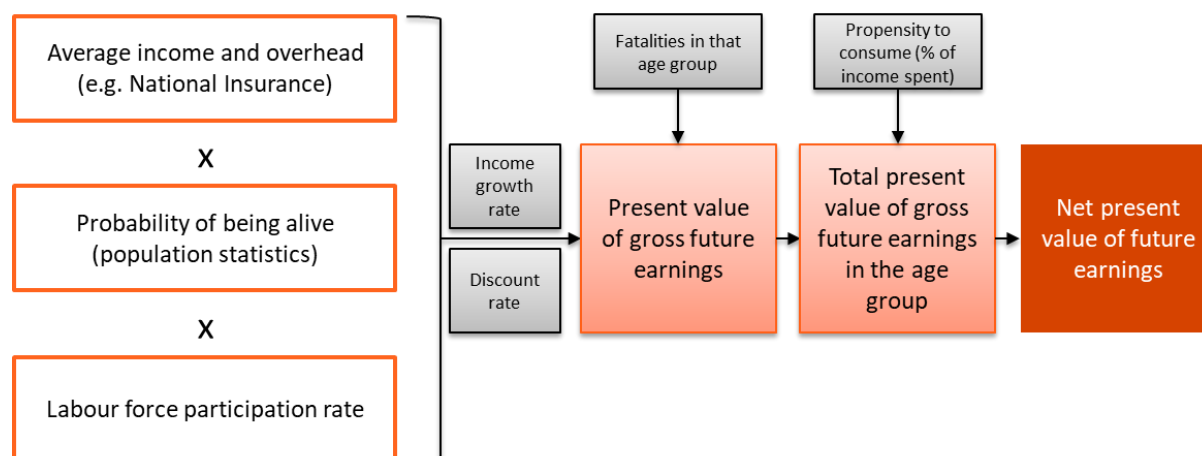 Average income and overhead
(e.g. National Insurance)
X
Probability of being alive
(population statistics)
X
Labour force participation rate
Income
growth
rate
Discount
rate
Fatalities in that
age group
Present value
of gross future
earnings
Propensity to
consume (% of
income spent)
Total present
value of gross
future earnings
in the age
group
Net present
value of future
earnings